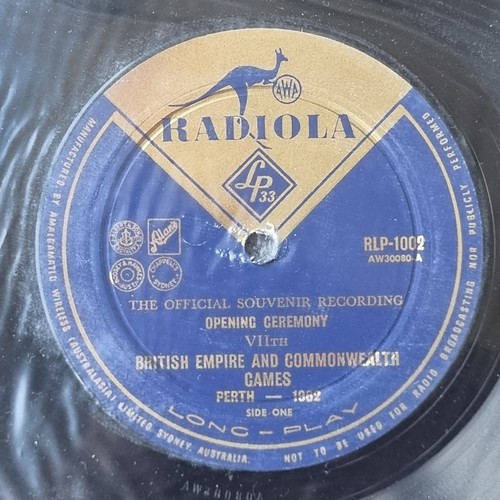 AWA
RADIOLA
LP
33
RLP-1002
AW30080-A
Allans
CHAPPELL'S
SYDNEY
THE OFFICIAL SOUVENIR RECORDING
OPENING CEREMONY
VIITH
BRITISH EMPIRE AND COMMONWEALTH
GAMES
PERTH — 1962
SIDE ONE
LONG-PLAY
MANUFACTURED BY AMALGAMATED WIRELESS (AUSTRALASIA) LIMITED SYDNEY, AUSTRALIA. NOT TO BE USED FOR RADIO BROADCASTING NOR PUBLICLY PERFORMED